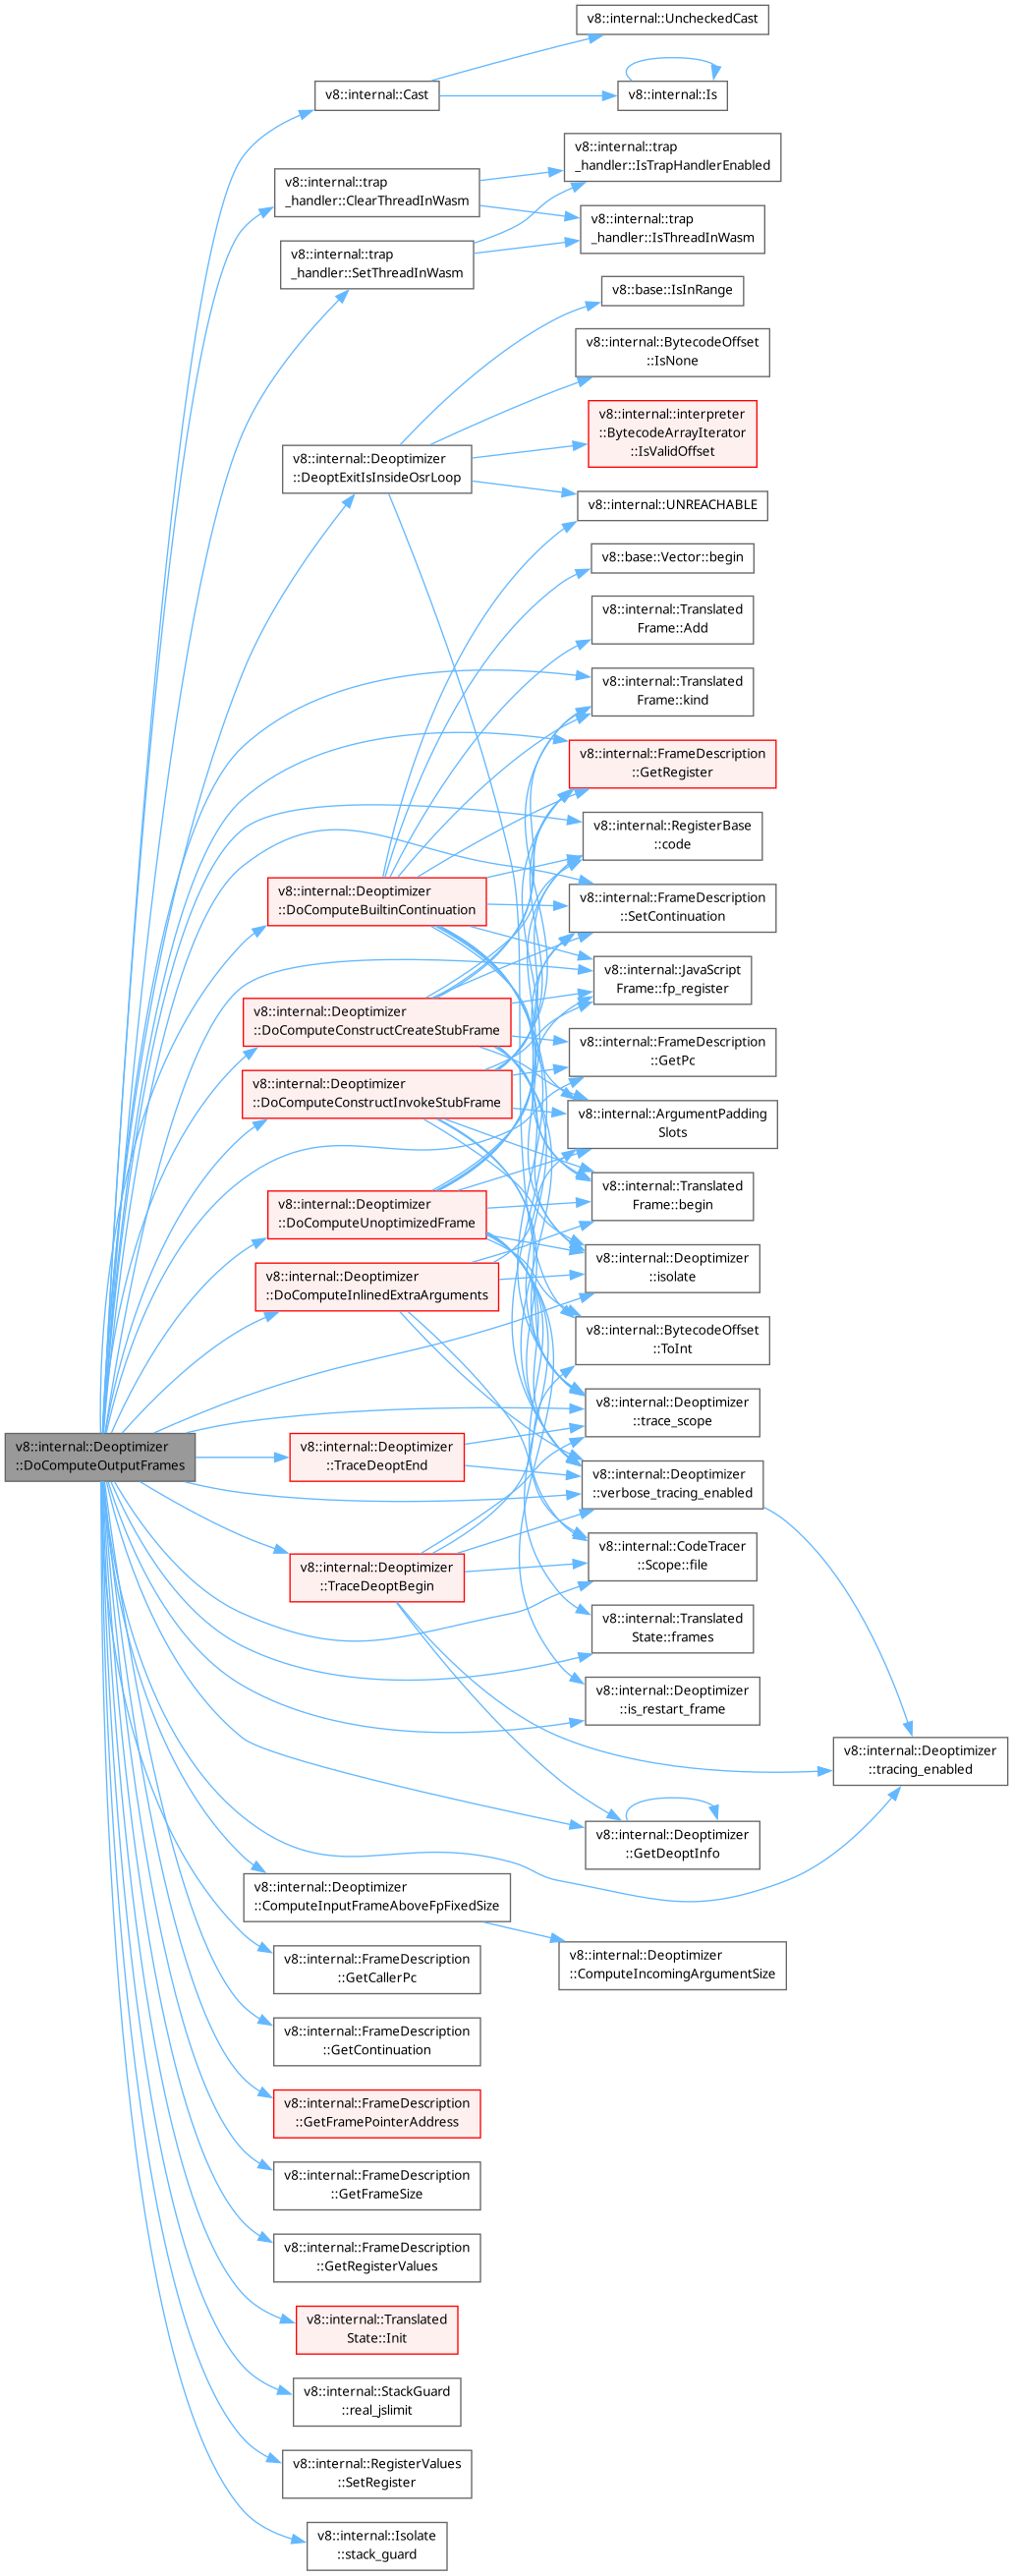 v8::internal::UncheckedCast
v8::internal::Cast
v8::internal::Is
v8::internal::trap
_handler::IsTrapHandlerEnabled
v8::internal::trap
_handler::ClearThreadInWasm
v8::internal::trap
_handler::IsThreadInWasm
v8::internal::trap
_handler::SetThreadInWasm
v8::base::IsInRange
v8::internal::BytecodeOffset
::IsNone
v8::internal::interpreter
::BytecodeArrayIterator
::IsValidOffset
v8::internal::Deoptimizer
::DeoptExitIsInsideOsrLoop
v8::internal::UNREACHABLE
v8::base::Vector::begin
v8::internal::Translated
Frame::Add
v8::internal::Translated
Frame::kind
v8::internal::FrameDescription
::GetRegister
v8::internal::RegisterBase
::code
v8::internal::Deoptimizer
::DoComputeBuiltinContinuation
v8::internal::FrameDescription
::SetContinuation
v8::internal::JavaScript
Frame::fp_register
v8::internal::Deoptimizer
::DoComputeConstructCreateStubFrame
v8::internal::FrameDescription
::GetPc
v8::internal::Deoptimizer
::DoComputeConstructInvokeStubFrame
v8::internal::ArgumentPadding
Slots
v8::internal::Translated
Frame::begin
v8::internal::Deoptimizer
::DoComputeUnoptimizedFrame
v8::internal::Deoptimizer
::isolate
v8::internal::Deoptimizer
::DoComputeInlinedExtraArguments
v8::internal::BytecodeOffset
::ToInt
v8::internal::Deoptimizer
::trace_scope
v8::internal::Deoptimizer
::DoComputeOutputFrames
v8::internal::Deoptimizer
::TraceDeoptEnd
v8::internal::Deoptimizer
::verbose_tracing_enabled
v8::internal::CodeTracer
::Scope::file
v8::internal::Deoptimizer
::TraceDeoptBegin
v8::internal::Translated
State::frames
v8::internal::Deoptimizer
::is_restart_frame
v8::internal::Deoptimizer
::tracing_enabled
v8::internal::Deoptimizer
::GetDeoptInfo
v8::internal::Deoptimizer
::ComputeInputFrameAboveFpFixedSize
v8::internal::Deoptimizer
::ComputeIncomingArgumentSize
v8::internal::FrameDescription
::GetCallerPc
v8::internal::FrameDescription
::GetContinuation
v8::internal::FrameDescription
::GetFramePointerAddress
v8::internal::FrameDescription
::GetFrameSize
v8::internal::FrameDescription
::GetRegisterValues
v8::internal::Translated
State::Init
v8::internal::StackGuard
::real_jslimit
v8::internal::RegisterValues
::SetRegister
v8::internal::Isolate
::stack_guard